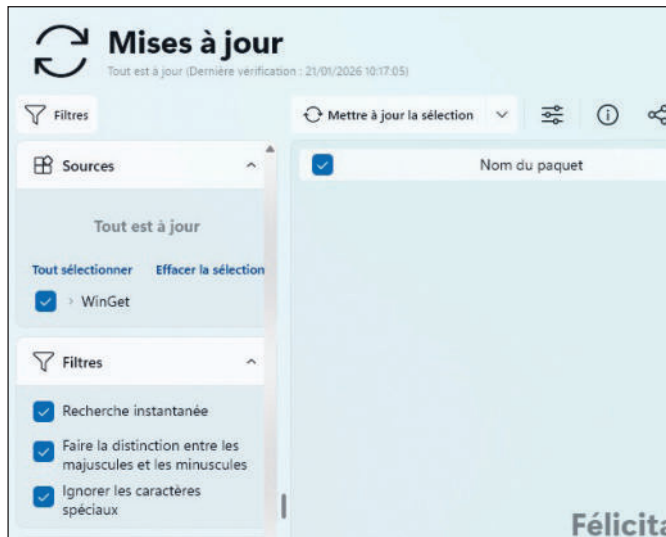 Mises à jour
Tout est à jour (Dernière vérification : 21/01/2026 10:17:05)
Filtres
Mettre à jour la sélection
Sources
Nom du paquet
Tout est à jour
Tout sélectionner Effacer la sélection
WinGet
Filtres
Recherche instantanée
Faire la distinction entre les
majuscules et les minuscules
Ignorer les caractères
spéciaux
Félicita